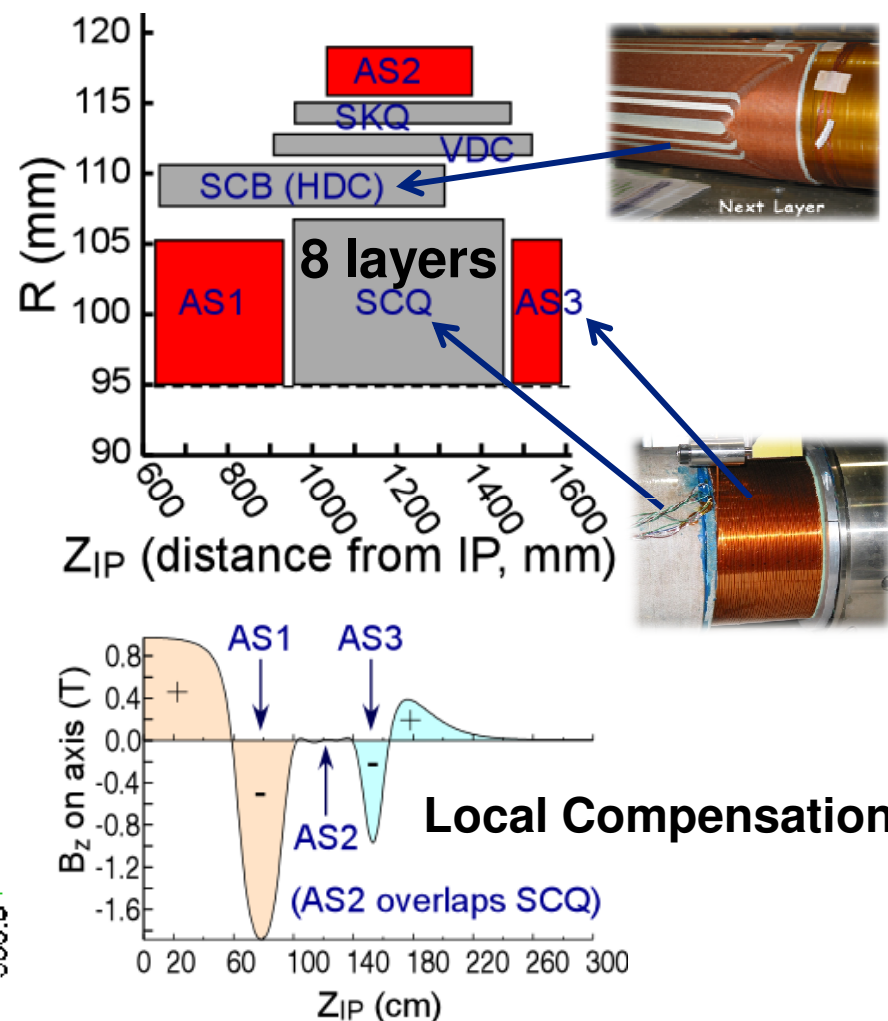 120
AS2
115
SKQ
VDC
110
SCB (HDC)
Next Layer
R (mm)
105
8 layers
100
AS1
SCQ
AS3
95
90
600
800
1000
1200
1400
1600
ZIP (distance from IP, mm)
AS1
AS3
0.8
+
0.4
+
0.0
-
-0.4
-
Bz on axis (T)
-0.8
AS2
Local Compensation
-1.2
(AS2 overlaps SCQ)
-1.6
0 20 60 100 140 180 220 260 300
ZIP (cm)